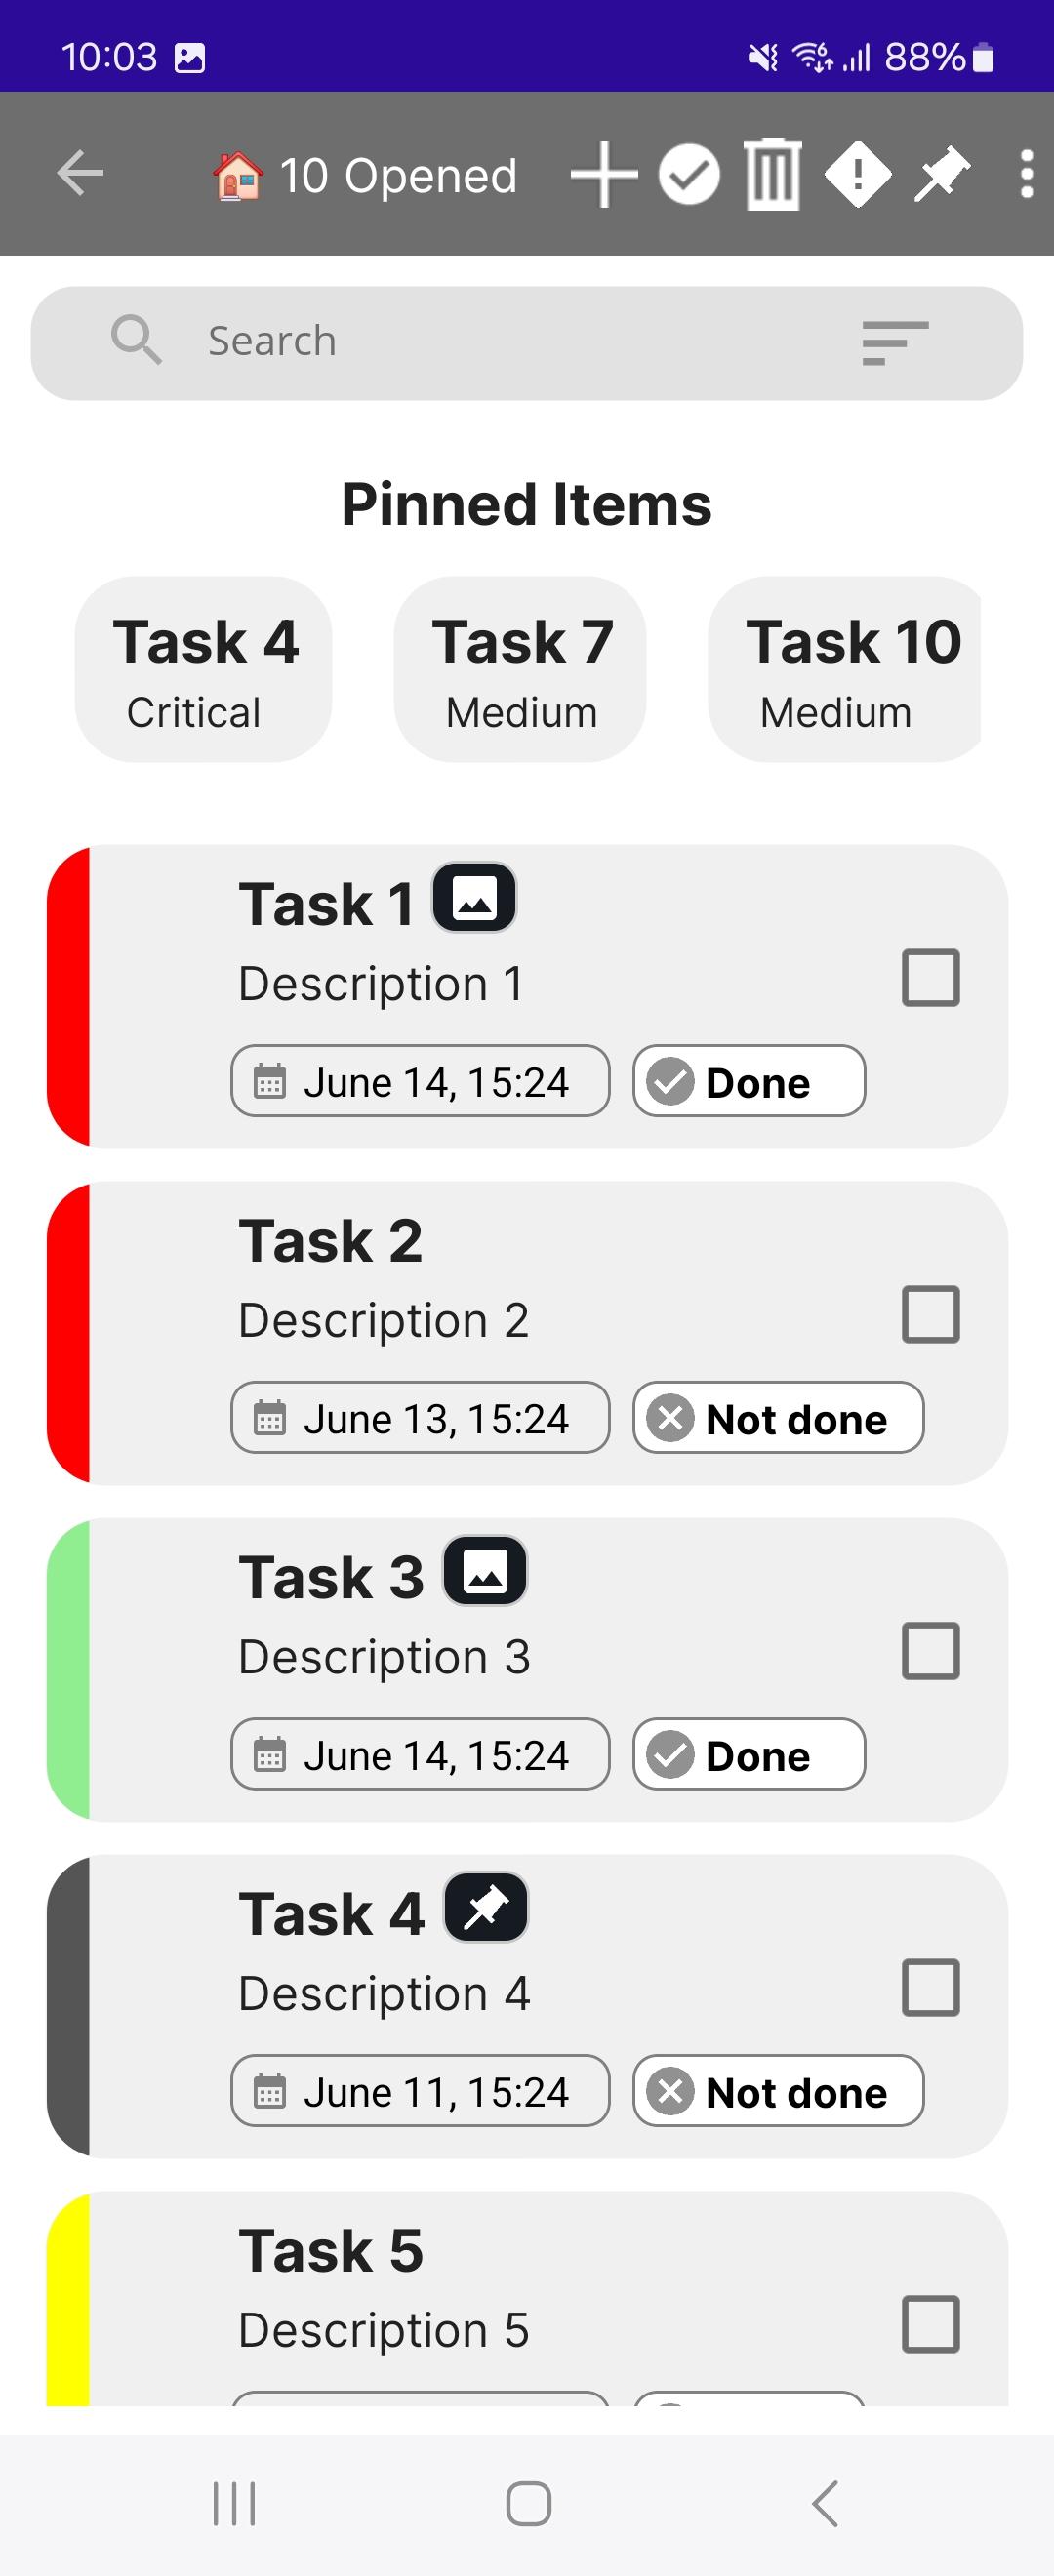 10:03 88%
10 Opened
Search
Pinned Items
Task 4 Task 7 Task 10
Critical Medium Medium
Task 1
Description 1
June 14, 15:24 Done
Task 2
Description 2
June 13, 15:24 Not done
Task 3
Description 3
June 14, 15:24 Done
Task 4
Description 4
June 11, 15:24 Not done
Task 5
Description 5